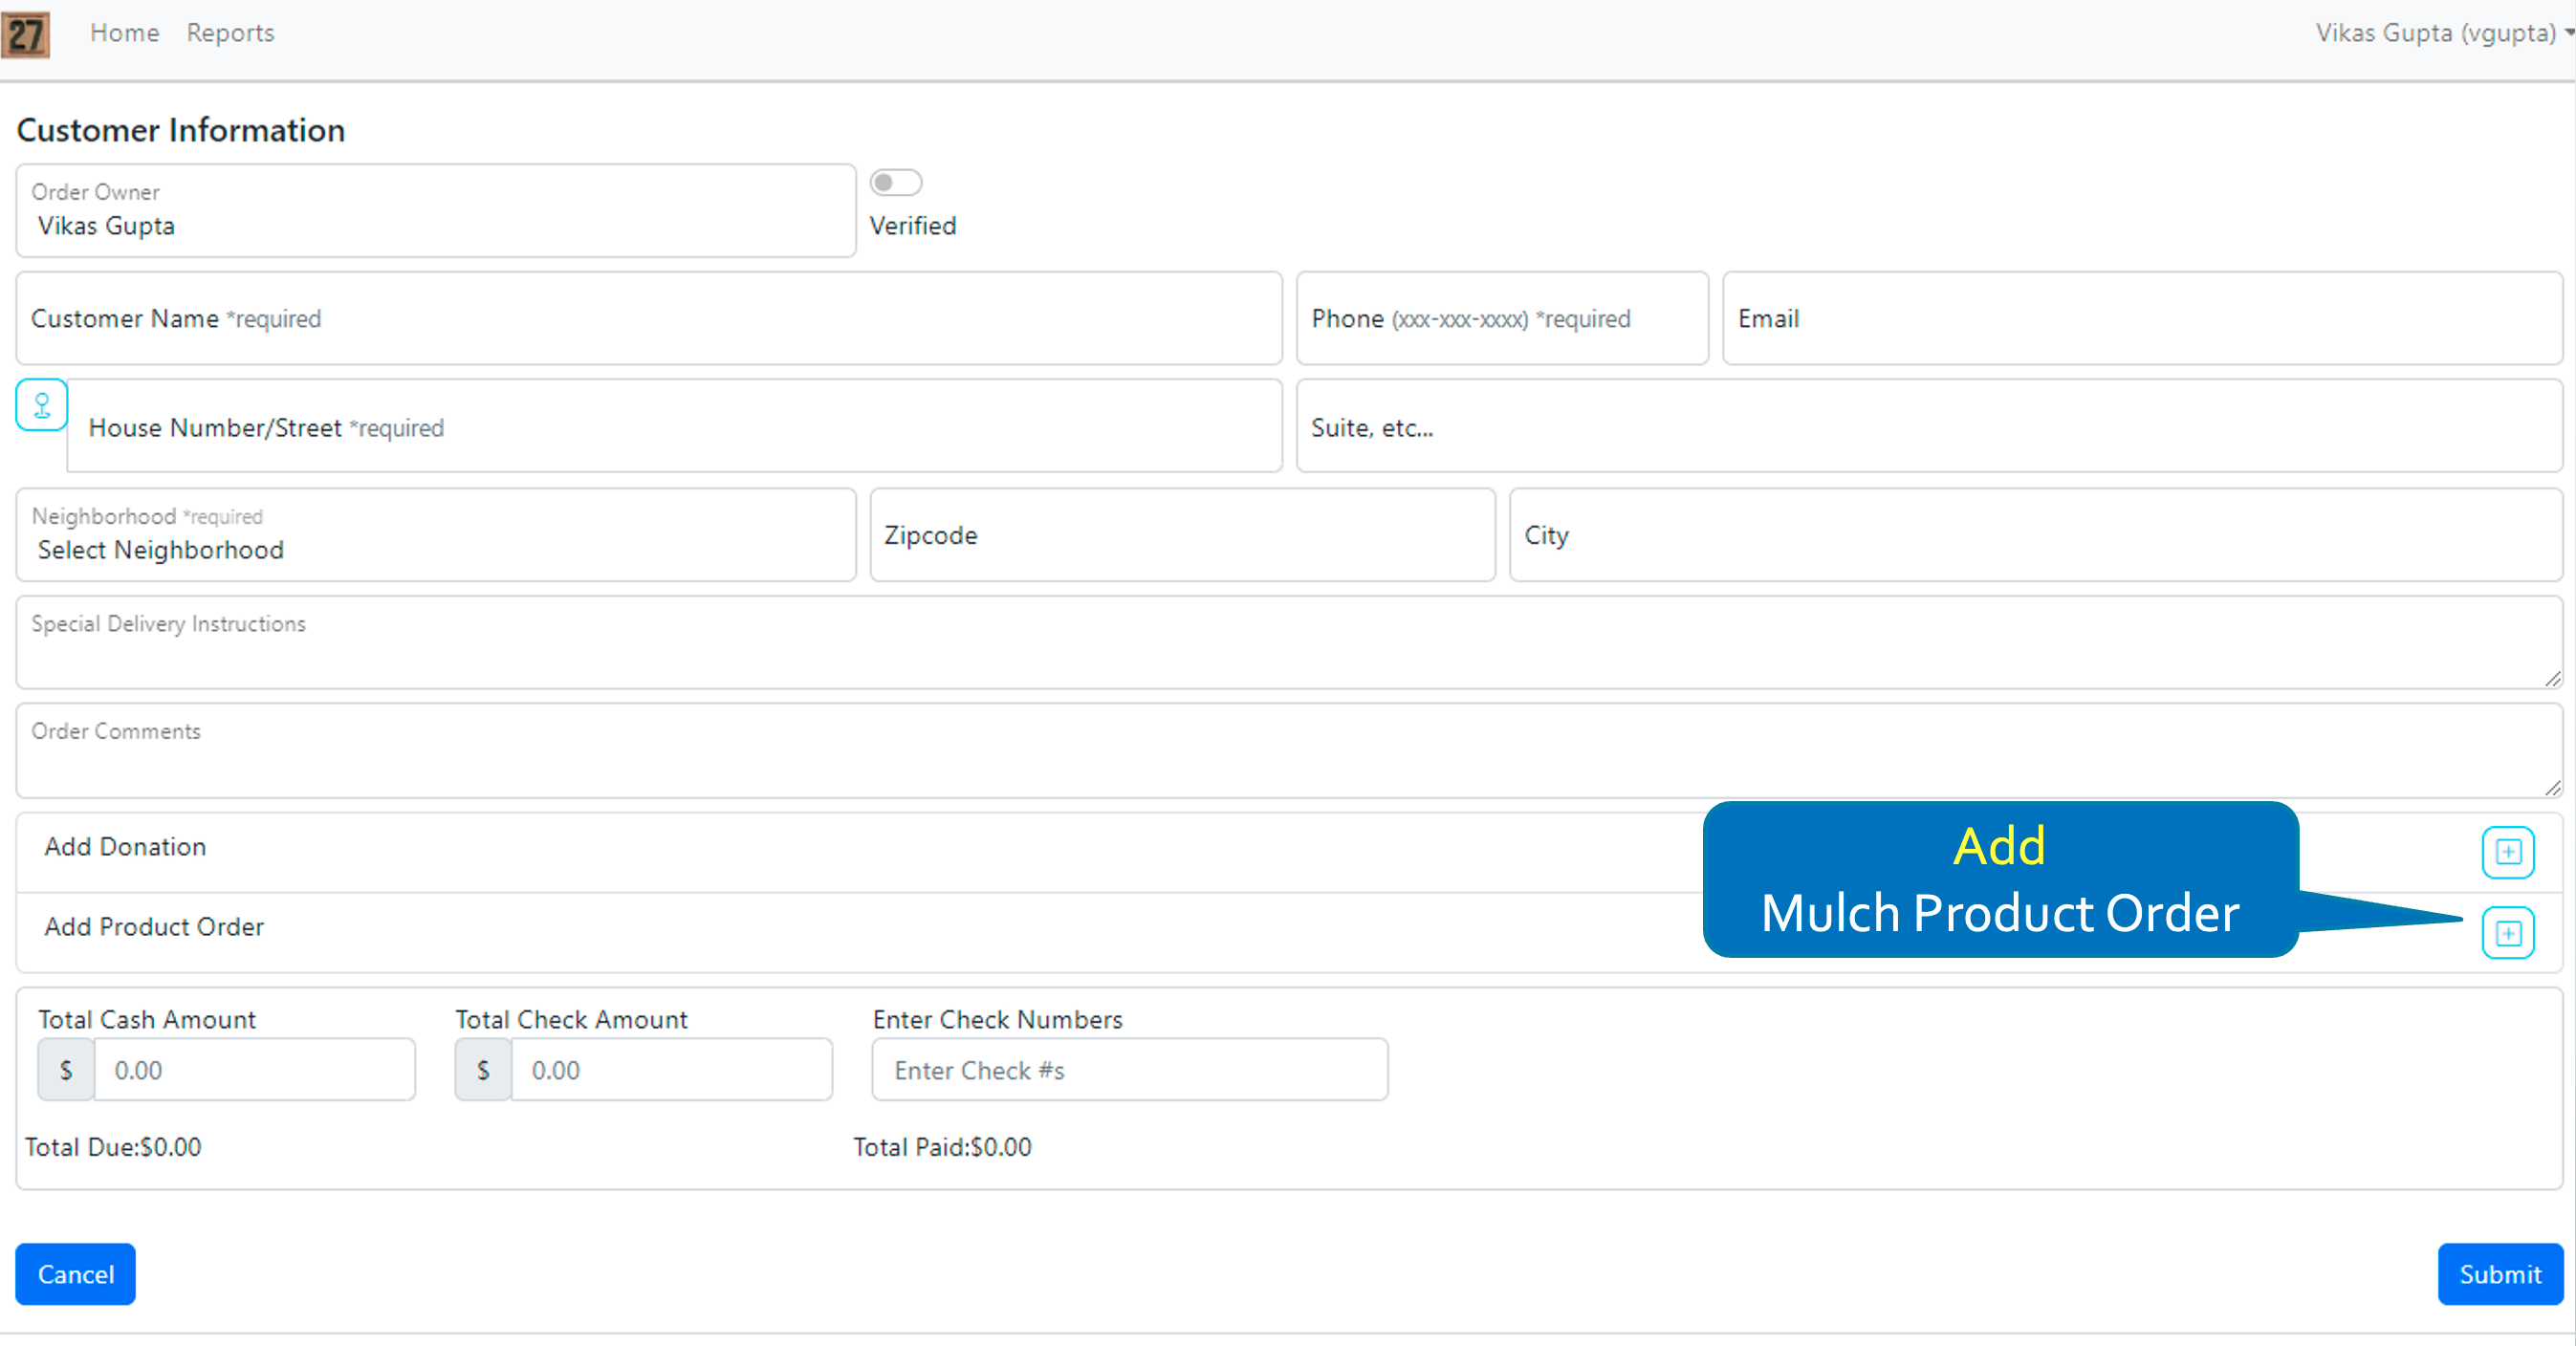 27 Home Reports Vikas Gupta (vgupta)
Customer Information
Order Owner
Vikas Gupta
Verified
Customer Name *required
Phone (xxx-xxx-xxxx) *required
Email
House Number/Street *required
Suite, etc...
Neighborhood *required
Select Neighborhood
Zipcode
City
Special Delivery Instructions
Order Comments
Add Donation
Add Product Order
Add
Mulch Product Order
Total Cash Amount Total Check Amount Enter Check Numbers
$ 0.00 $ 0.00 Enter Check #s
Total Due:$0.00 Total Paid:$0.00
Cancel Submit